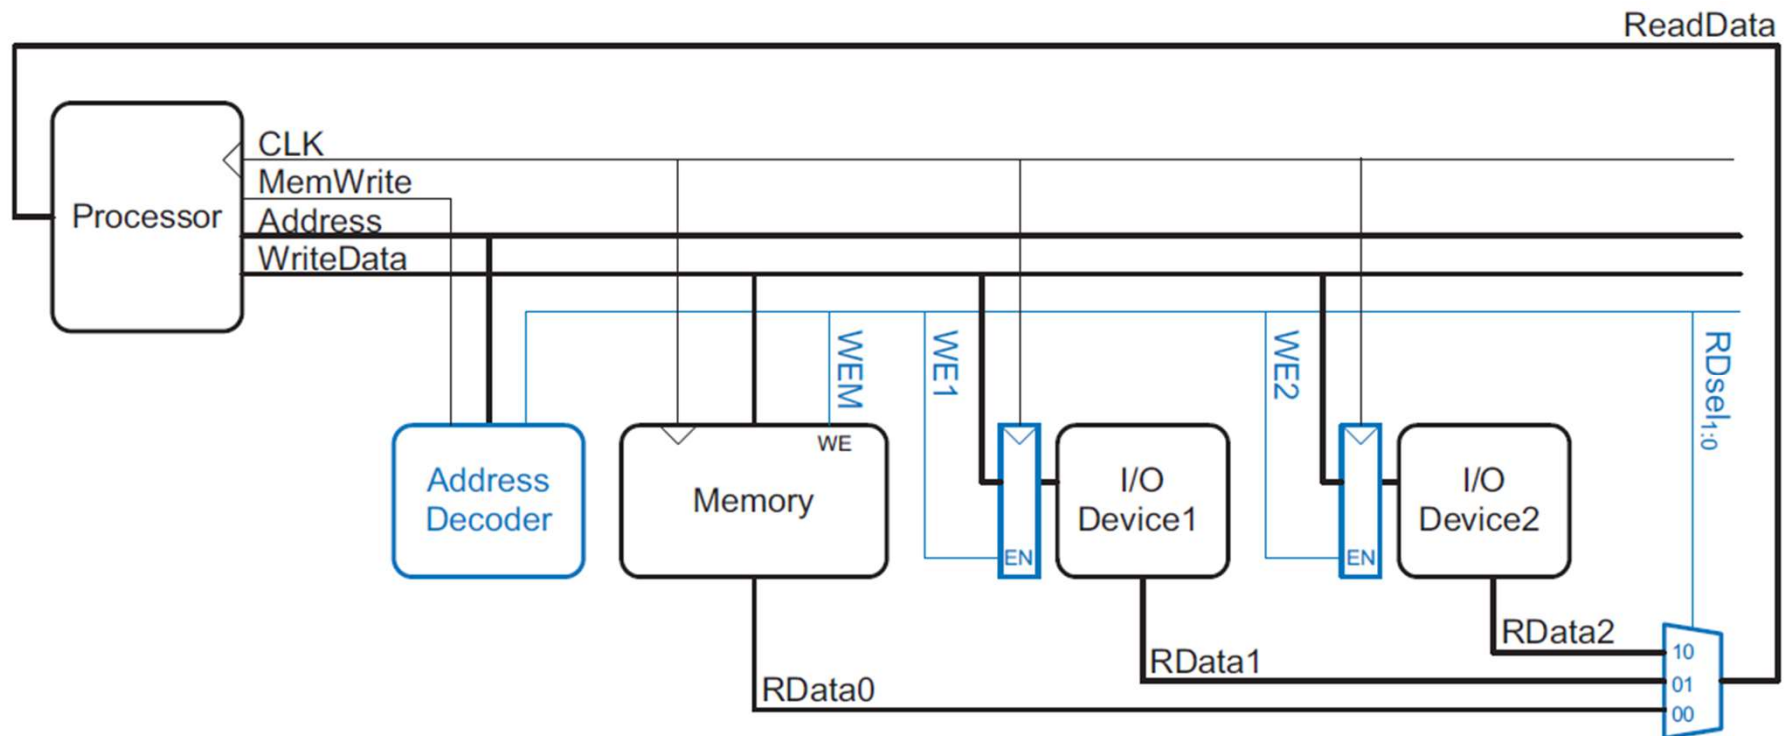 ReadData
CLK
MemWrite
Processor
Address
WriteData
WEM
WE1
WE2
RDsel1:0
Address
Decoder
WE
Memory
EN
I/O
Device1
EN
I/O
Device2
RData2
10
RData1
01
RData0
00